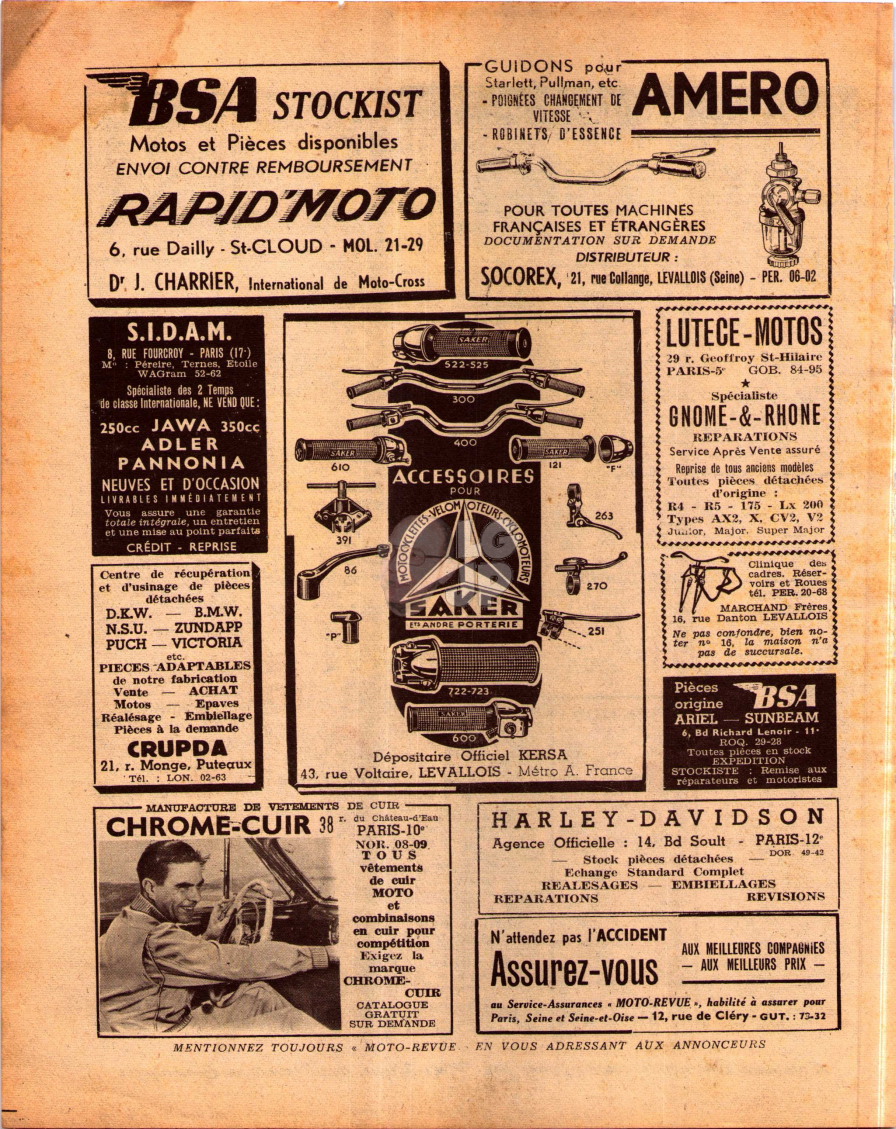 BSA STOCKIST
Motos et Pièces disponibles
ENVOI CONTRE REMBOURSEMENT
RAPID'MOTO
6, rue Dailly - St-CLOUD - MOL. 21-29
Dr J. CHARRIER, International de Moto-Cross
GUIDONS pour
Starlett, Pullman, etc.
- POIGNÉES CHANGEMENT DE
VITESSE
- ROBINETS D'ESSENCE
AMERO
POUR TOUTES MACHINES
FRANÇAISES ET ÉTRANGÈRES
DOCUMENTATION SUR DEMANDE
DISTRIBUTEUR :
SOCOREX, 21, rue Collange, LEVALLOIS (Seine) - PER. 06-02
S.I.D.A.M.
8, RUE FOURCROY - PARIS (17e)
Mo : Péreire, Ternes, Etoile
WAGram 52-62
Spécialiste des 2 Temps
de classe Internationale, NE VEND QUE :
250cc JAWA 350cc
ADLER
PANNONIA
NEUVES ET D'OCCASION
LIVRABLES IMMÉDIATEMENT
Vous assure une garantie
totale intégrale, un entretien
et une mise au point parfaits
CRÉDIT - REPRISE
SAKER
522-525
300
400
SAKER
610
SAKER
121
"F"
ACCESSOIRES
POUR
MOTOCYCLETTES-VELOMOTEURS-CYCLOMOTEURS
391
263
86
270
SAKER
Ets ANDRE PORTERIE
"P"
251
722-723
SAKER
600
Dépositaire Officiel KERSA
43, rue Voltaire, LEVALLOIS - Métro A. France
LUTECE-MOTOS
29 r. Geoffroy St-Hilaire
PARIS-5e GOB. 84-95
★
Spécialiste
GNOME-&-RHONE
REPARATIONS
Service Après Vente assuré
Reprise de tous anciens modèles
Toutes pièces détachées
d'origine :
R4 - R5 - 175 - Lx 200
Types AX2, X, CV2, V2
Junior, Major, Super Major
Clinique des
cadres. Réser-
voirs et Roues
tél. PER. 20-68
MARCHAND Frères
16, rue Danton LEVALLOIS
Ne pas confondre, bien no-
ter no 16, la maison n'a
pas de succursale.
Centre de récupération
et d'usinage de pièces
détachées
D.K.W. — B.M.W.
N.S.U. — ZUNDAPP
PUCH — VICTORIA
etc.
PIECES ADAPTABLES
de notre fabrication
Vente — ACHAT
Motos — Epaves
Réalésage - Embiellage
Pièces à la demande
CRUPDA
21, r. Monge, Puteaux
Tél. : LON. 02-63
Pièces
origine BSA
ARIEL — SUNBEAM
6, Bd Richard Lenoir - 11e
ROQ. 29-28
Toutes pièces en stock
EXPEDITION
STOCKISTE : Remise aux
réparateurs et motoristes
MANUFACTURE DE VETEMENTS DE CUIR
CHROME-CUIR 38 r. du Château-d'Eau
PARIS-10e
NOR. 08-09
TOUS
vêtements
de cuir
MOTO
et
combinaisons
en cuir pour
compétition
Exigez la
marque
CHROME-
CUIR
CATALOGUE
GRATUIT
SUR DEMANDE
HARLEY-DAVIDSON
Agence Officielle : 14, Bd Soult - PARIS-12e
DOR. 49-42
— Stock pièces détachées —
Echange Standard Complet
REALESAGES — EMBIELLAGES
REPARATIONS REVISIONS
N'attendez pas l'ACCIDENT
Assurez-vous
AUX MEILLEURES COMPAGNIES
— AUX MEILLEURS PRIX —
au Service-Assurances « MOTO-REVUE », habilité à assurer pour
Paris, Seine et Seine-et-Oise — 12, rue de Cléry - GUT. : 73-32
MENTIONNEZ TOUJOURS « MOTO-REVUE » EN VOUS ADRESSANT AUX ANNONCEURS